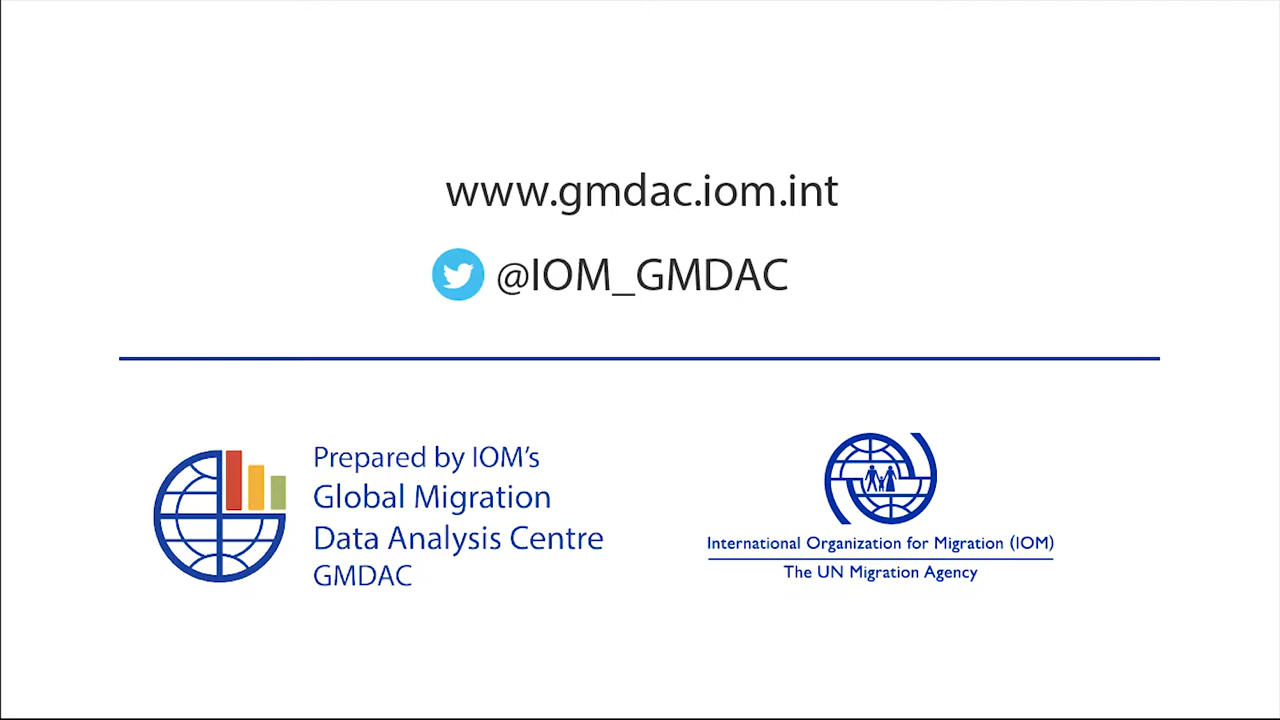 www.gmdac.iom.int
@IOM_GMDAC
Prepared by IOM’s
Global Migration
Data Analysis Centre
GMDAC
International Organization for Migration (IOM)
The UN Migration Agency